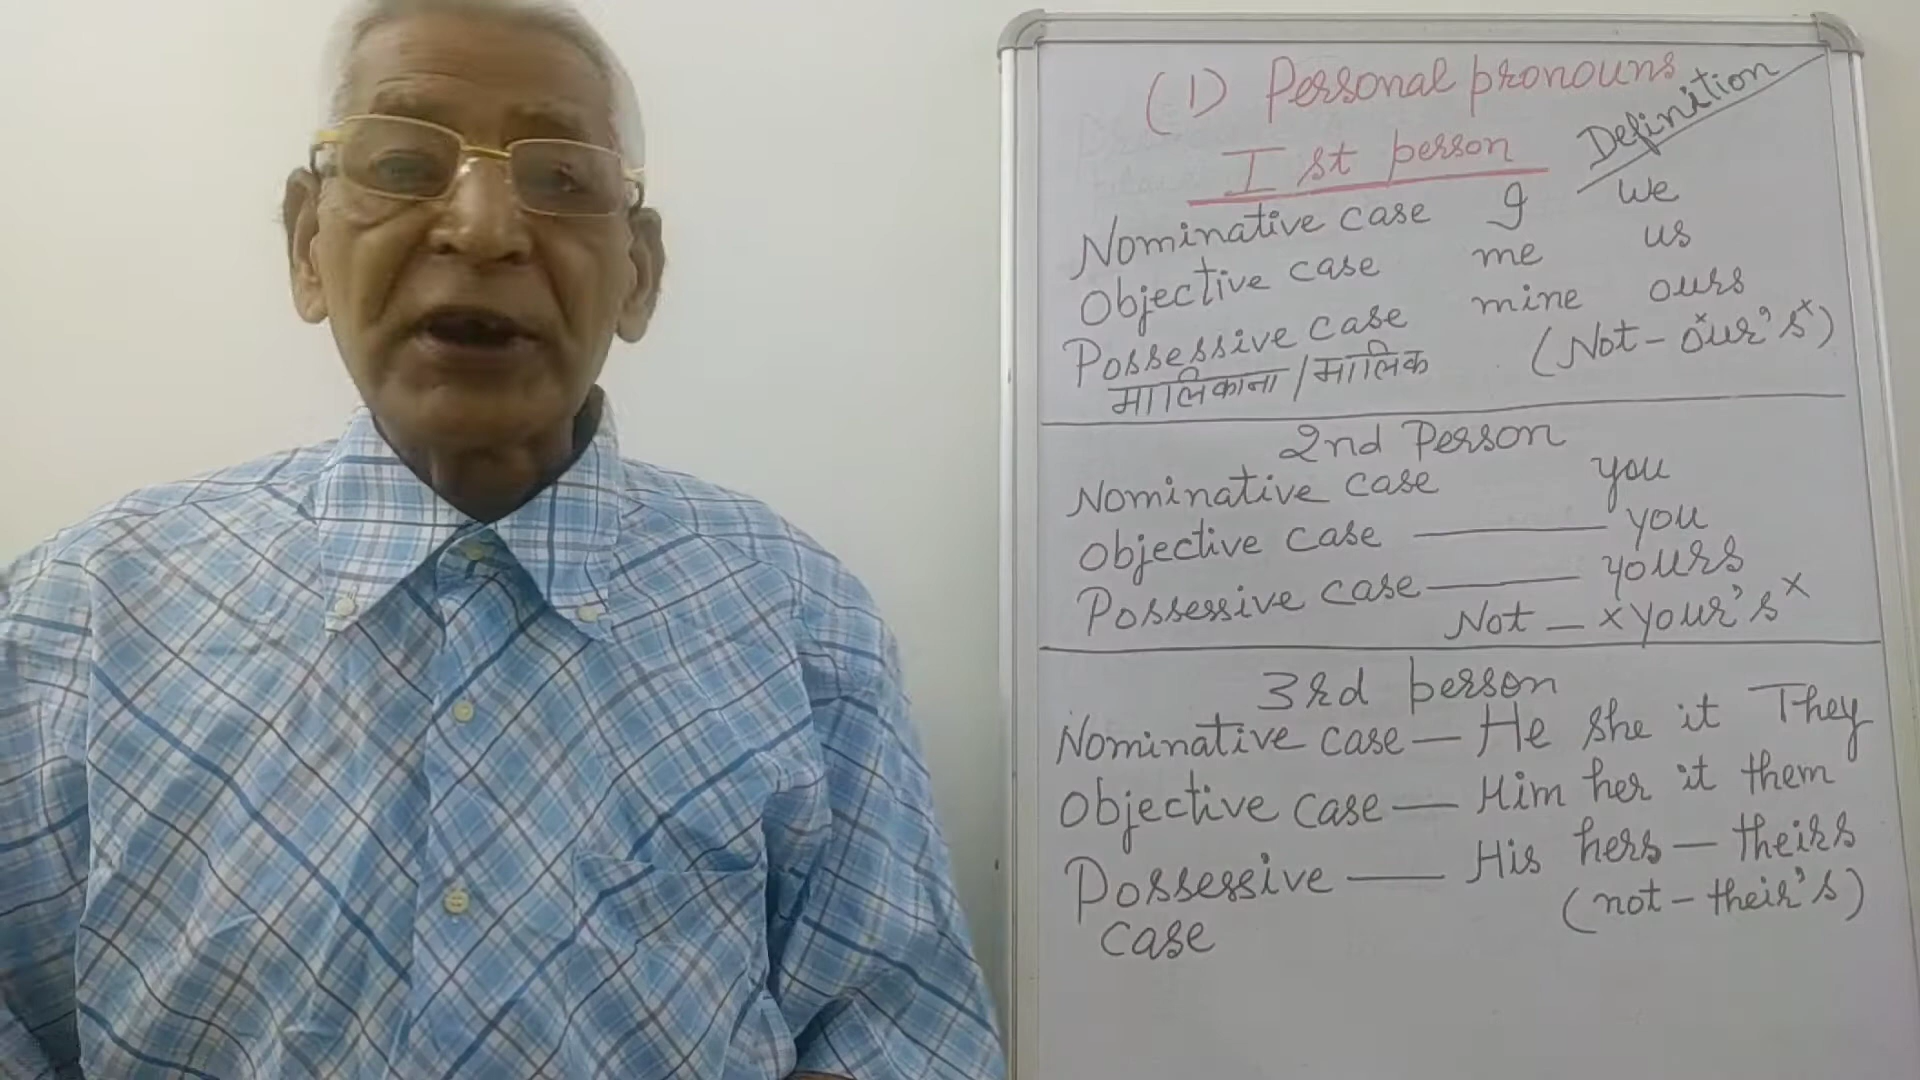 (1) Personal pronouns
Definition
I st person
Nominative case I we
Objective case me us
Possessive case mine ours
मालिकाना/मालिक (Not - our's)
2nd Person
Nominative case you
Objective case — you
Possessive case — yours
Not - x your's x
3rd person
Nominative case - He she it They
Objective case - Him her it them
Possessive — His hers - theirs
case (not - their's)